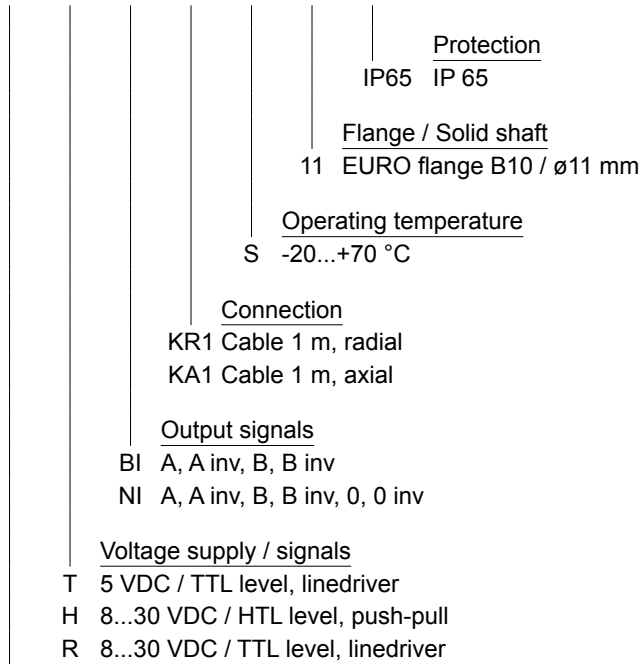 Protection
IP65 IP 65
Flange / Solid shaft
11 EURO flange B10 / ø11 mm
Operating temperature
S -20...+70 °C
Connection
KR1 Cable 1 m, radial
KA1 Cable 1 m, axial
Output signals
BI A, A inv, B, B inv
NI A, A inv, B, B inv, 0, 0 inv
Voltage supply / signals
T 5 VDC / TTL level, linedriver
H 8...30 VDC / HTL level, push-pull
R 8...30 VDC / TTL level, linedriver